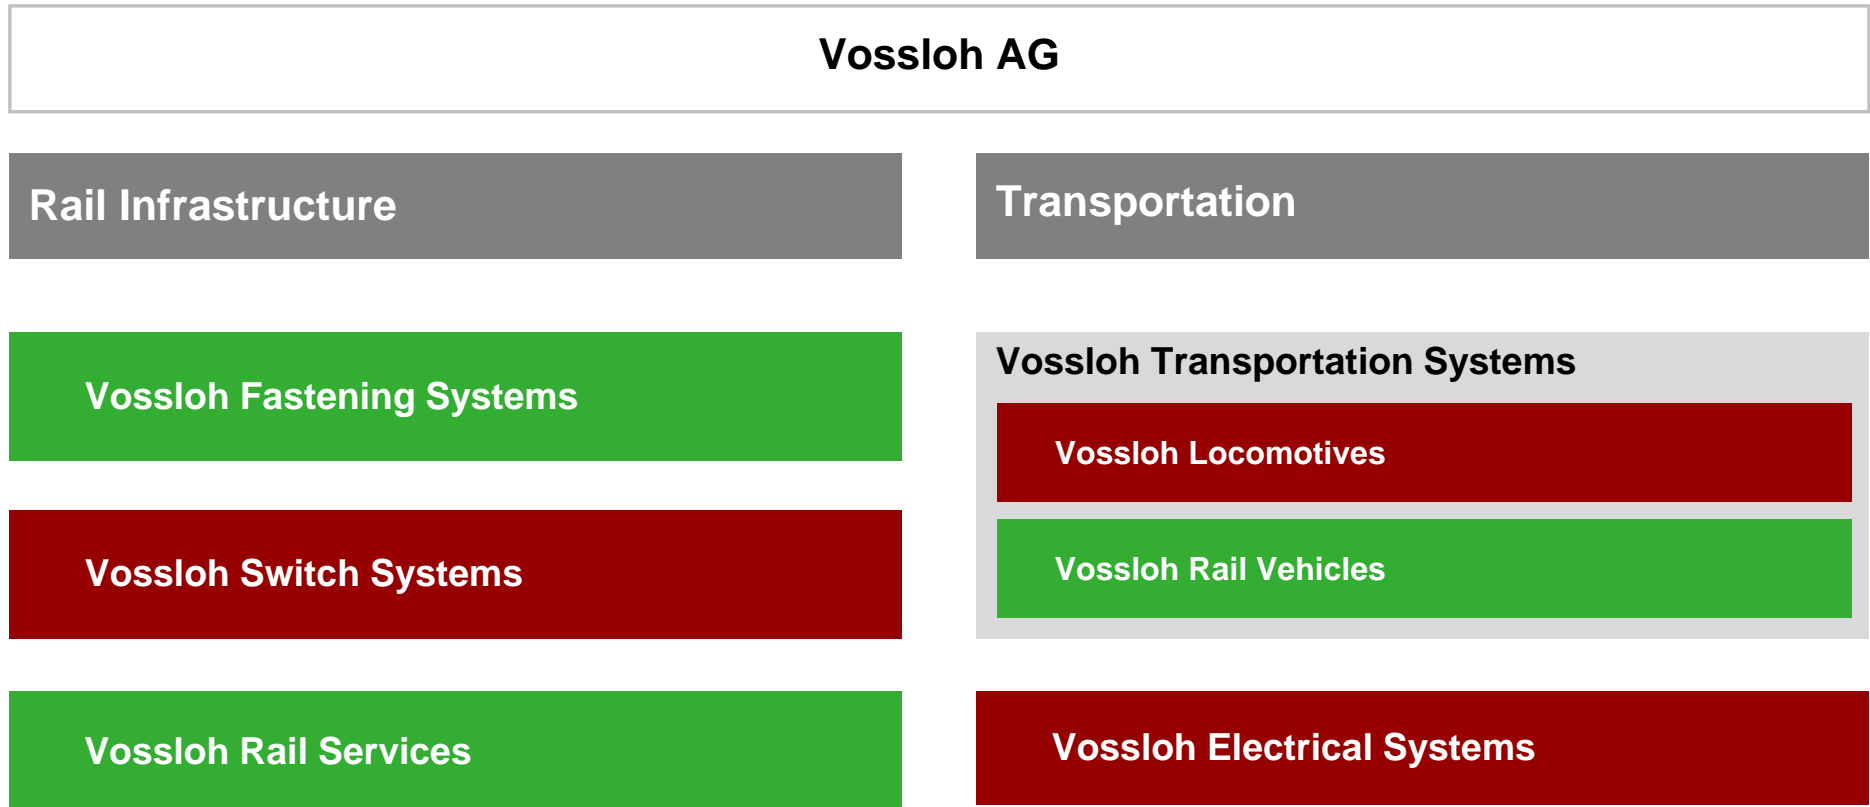 Vossloh AG
Rail Infrastructure
Vossloh Fastening Systems
Vossloh Switch Systems
Vossloh Rail Services
Transportation
Vossloh Transportation Systems
Vossloh Locomotives
Vossloh Rail Vehicles
Vossloh Electrical Systems